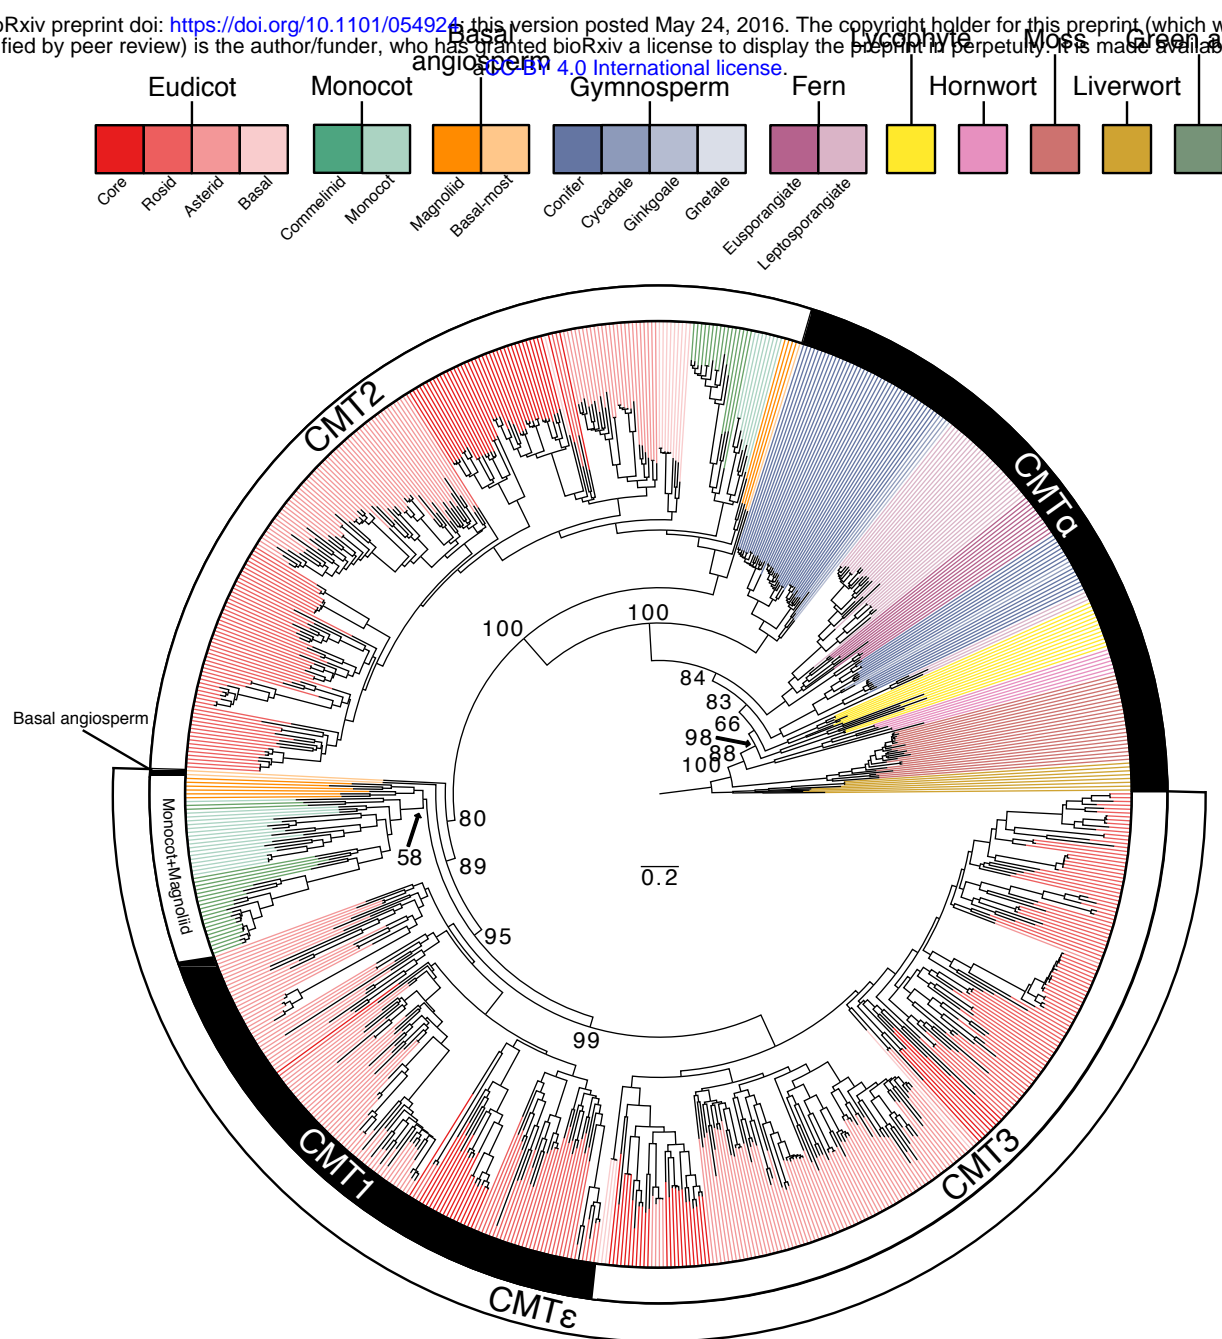 oRxiv preprint doi: https://doi.org/10.1101/054924; this version posted May 24, 2016. The copyright holder for this preprint (which w
fied by peer review) is the author/funder, who has granted bioRxiv a license to display the preprint in perpetuity. It is made availab
aCC-BY 4.0 International license.
Basal
angiosperm
Lycophyte
Moss
Green a
Eudicot
Monocot
Gymnosperm
Fern
Hornwort
Liverwort
Core
Rosid
Asterid
Basal
Commelinid
Monocot
Magnoliid
Basal-most
Conifer
Cycadale
Ginkgoale
Gnetale
Eusporangiate
Leptosporangiate
CMT2
CMTα
100
100
84
83
66
98
88
100
Basal angiosperm
Monocot+Magnoliid
80
58
89
0.2
95
99
CMT1
CMT3
CMTε